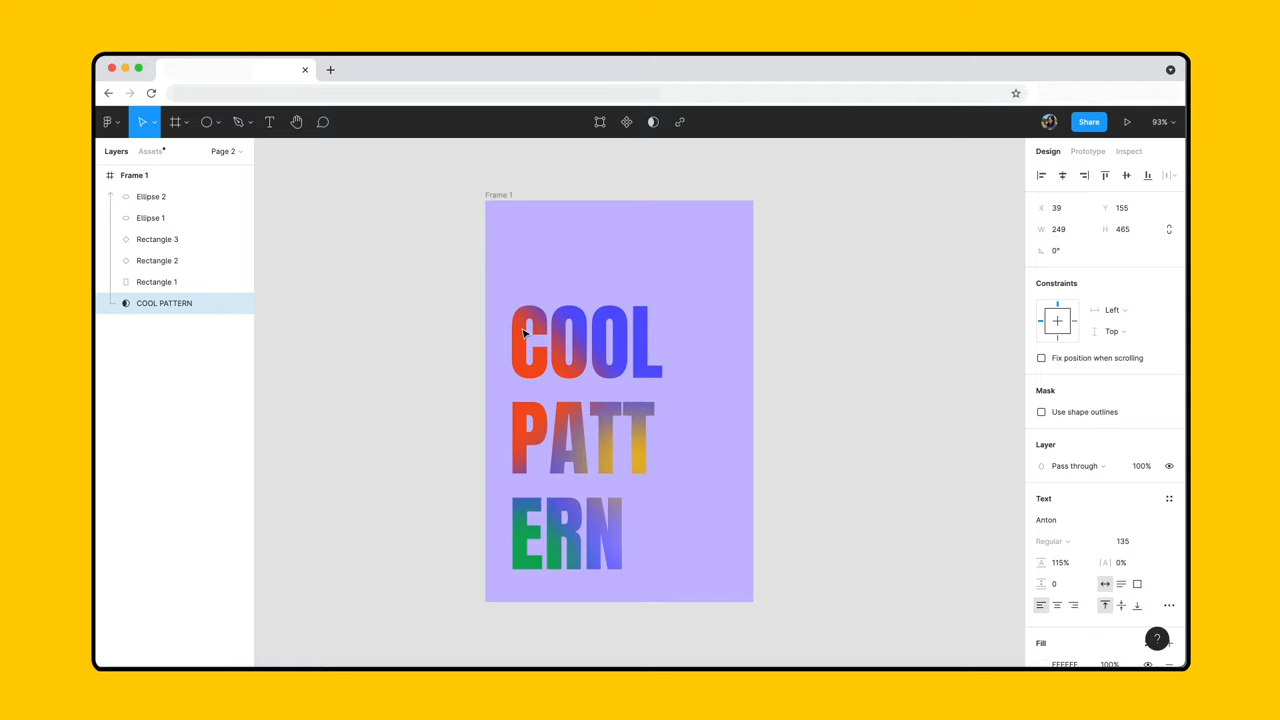 93%
Share
Layers
Assets
Page 2
Design
Prototype
Inspect
Frame 1
Ellipse 2
Ellipse 1
Rectangle 3
Rectangle 2
Rectangle 1
COOL PATTERN
Frame 1
COOL
PATT
ERN
X 39 Y 155
W 249 H 465
0°
Constraints
Left
Top
Fix position when scrolling
Mask
Use shape outlines
Layer
Pass through 100%
Text
Anton
Regular 135
115% |A| 0%
0
Fill
?
FFFFFF 100%